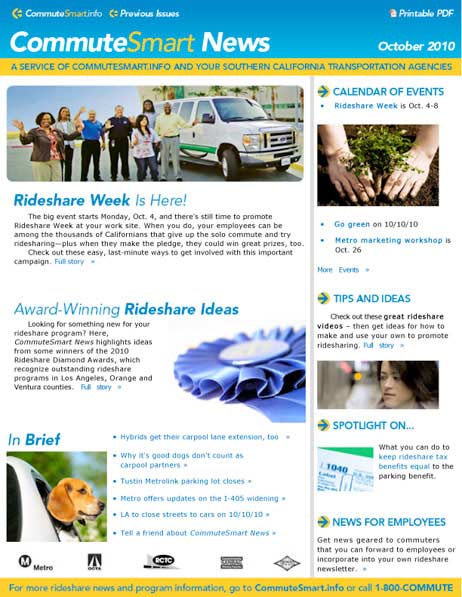 CommuteSmart.info
Previous Issues
Printable PDF
CommuteSmart News
October 2010
A SERVICE OF COMMUTESMART.INFO AND YOUR SOUTHERN CALIFORNIA TRANSPORTATION AGENCIES
Rideshare Week Is Here!
The big event starts Monday, Oct. 4, and there's still time to promote
Rideshare Week at your work site. When you do, your employees can be
among the thousands of Californians that give up the solo commute and try
ridesharing—plus when they make the pledge, they could win great prizes, too.
Check out these easy, last-minute ways to get involved with this important
campaign. Full story »
Award-Winning Rideshare Ideas
Looking for something new for your
rideshare program? Here,
CommuteSmart News highlights ideas
from some winners of the 2010
Rideshare Diamond Awards, which
recognize outstanding rideshare
programs in Los Angeles, Orange and
Ventura counties. Full story »
In Brief
• Hybrids get their carpool lane extension, too »
• Why it's good dogs don't count as
carpool partners »
• Tustin Metrolink parking lot closes »
• Metro offers updates on the I-405 widening »
• LA to close streets to cars on 10/10/10 »
• Tell a friend about CommuteSmart News »
CALENDAR OF EVENTS
• Rideshare Week is Oct. 4-8
• Go green on 10/10/10
• Metro marketing workshop is
Oct. 26
More Events »
TIPS AND IDEAS
Check out these great rideshare
videos – then get ideas for how to
make and use your own to promote
ridesharing. Full story »
SPOTLIGHT ON...
1040
What you can do to
keep rideshare tax
benefits equal to the
parking benefit.
NEWS FOR EMPLOYEES
Get news geared to commuters
that you can forward to employees or
incorporate into your own rideshare
newsletter. »
Metro
OCTA
RCTC
For more rideshare news and program information, go to CommuteSmart.info or call 1-800-COMMUTE